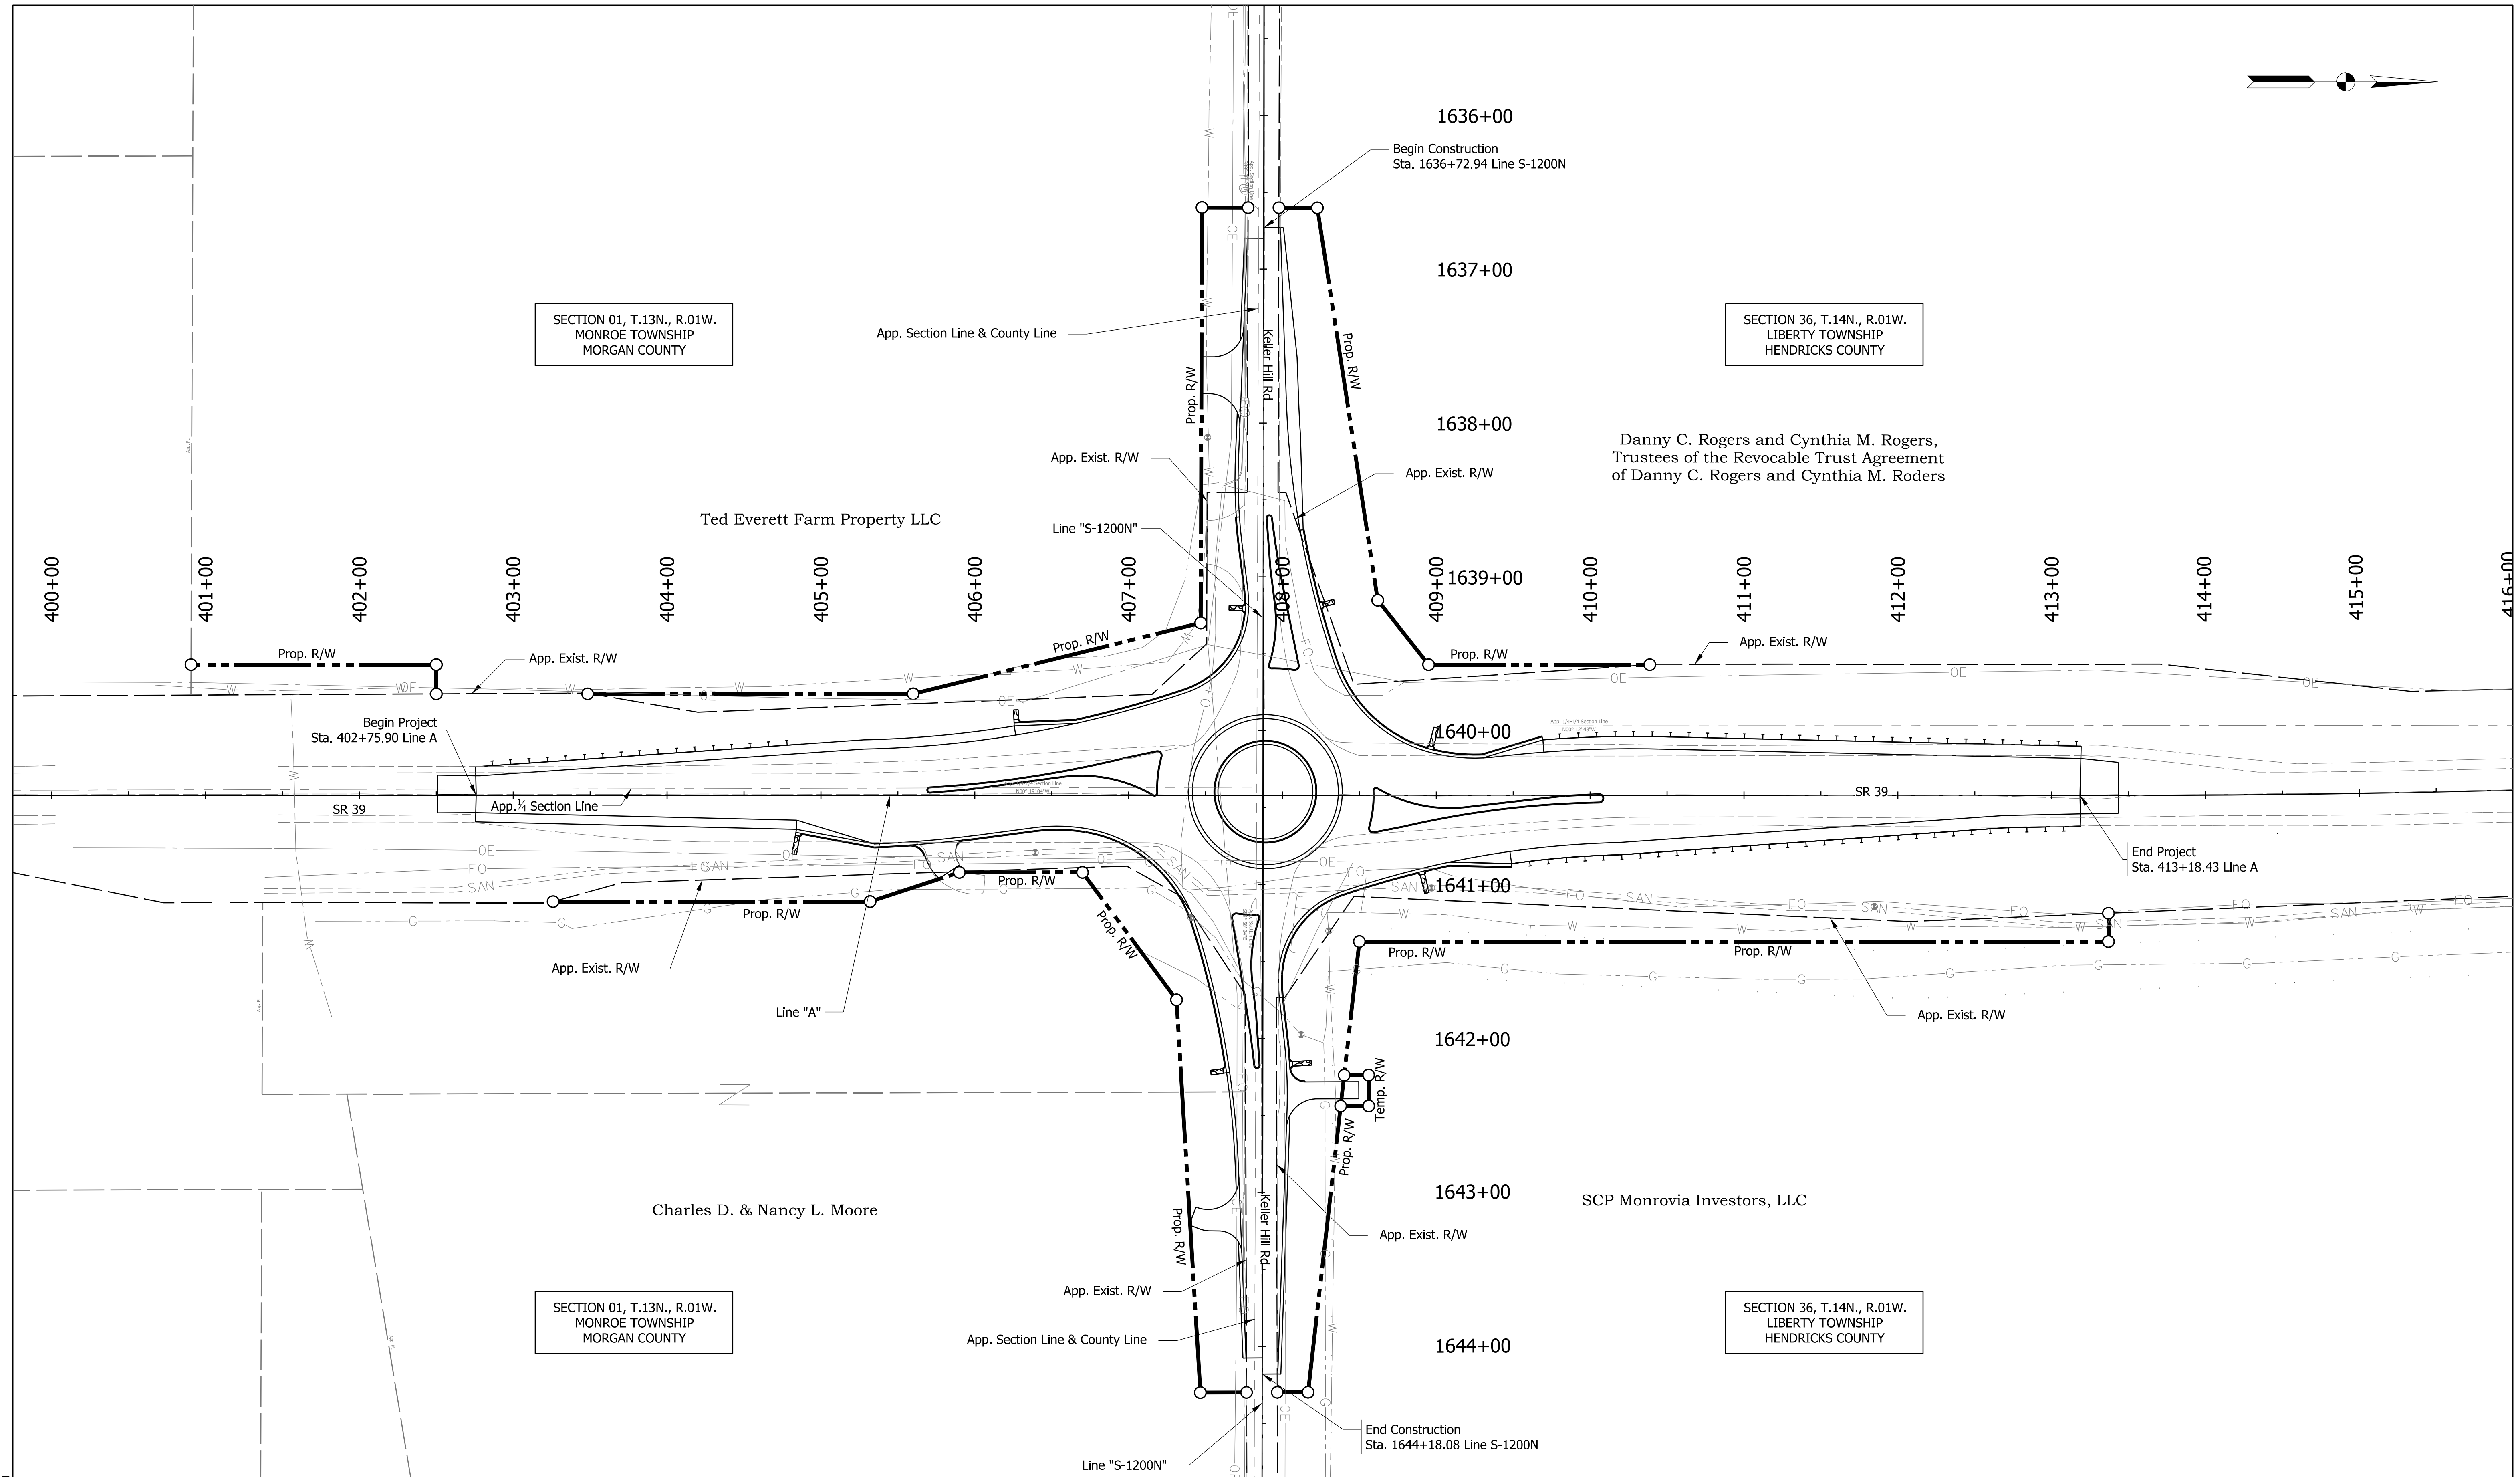 1636+00
Begin Construction
Sta. 1636+72.94 Line S-1200N
1637+00
SECTION 01, T.13N., R.01W.
MONROE TOWNSHIP
MORGAN COUNTY
App. Section Line & County Line
Keller Hill Rd
Prop. R/W
Prop. R/W
SECTION 36, T.14N., R.01W.
LIBERTY TOWNSHIP
HENDRICKS COUNTY
1638+00
Danny C. Rogers and Cynthia M. Rogers,
Trustees of the Revocable Trust Agreement
of Danny C. Rogers and Cynthia M. Roders
App. Exist. R/W
App. Exist. R/W
Ted Everett Farm Property LLC
Line "S-1200N"
400+00
401+00
402+00
403+00
404+00
405+00
406+00
407+00
408+00
409+00
1639+00
410+00
411+00
412+00
413+00
414+00
415+00
416+00
Prop. R/W
App. Exist. R/W
Prop. R/W
Prop. R/W
App. Exist. R/W
Begin Project
Sta. 402+75.90 Line A
1640+00
App. 1/4-1/4 Section Line
SR 39
App.¼ Section Line
SR 39
End Project
Sta. 413+18.43 Line A
1641+00
Prop. R/W
Prop. R/W
Prop. R/W
Prop. R/W
Prop. R/W
App. Exist. R/W
Line "A"
App. Exist. R/W
1642+00
Temp. R/W
Prop. R/W
Charles D. & Nancy L. Moore
1643+00
SCP Monrovia Investors, LLC
Prop. R/W
Keller Hill Rd
App. Exist. R/W
App. Exist. R/W
SECTION 01, T.13N., R.01W.
MONROE TOWNSHIP
MORGAN COUNTY
App. Section Line & County Line
1644+00
SECTION 36, T.14N., R.01W.
LIBERTY TOWNSHIP
HENDRICKS COUNTY
End Construction
Sta. 1644+18.08 Line S-1200N
Line "S-1200N"